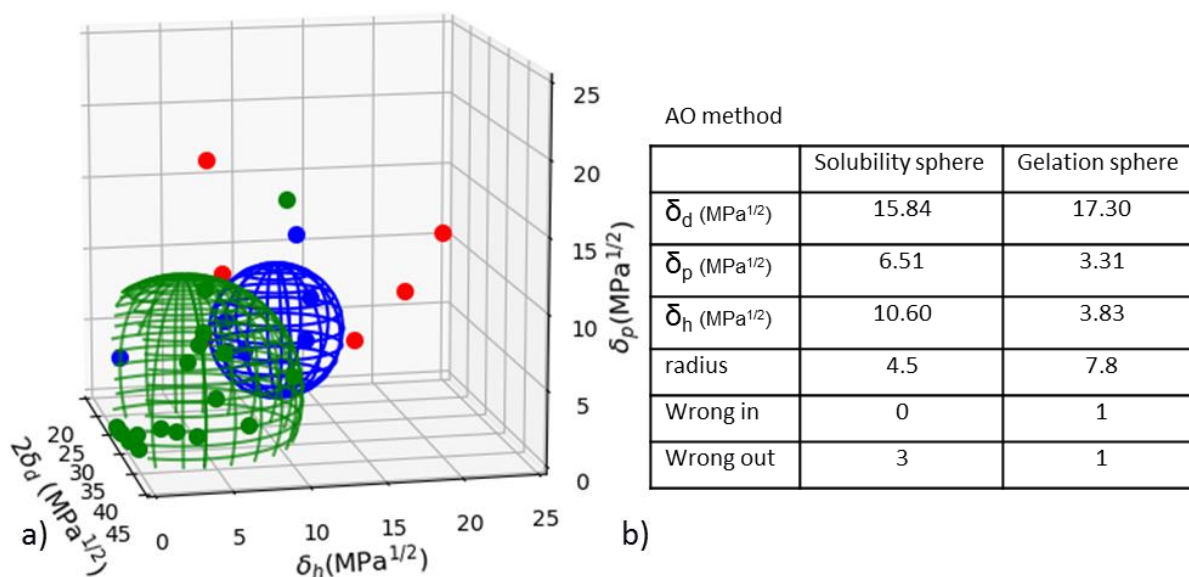 25
20
15
10
5
0
δp(MPa1/2)
20
25
30
35
40
45
2δd (MPa1/2)
0 5 10 15 20 25
δh(MPa1/2)
a)
b)
AO method
Solubility sphere Gelation sphere
δd (MPa1/2) 15.84 17.30
δp (MPa1/2) 6.51 3.31
δh (MPa1/2) 10.60 3.83
radius 4.5 7.8
Wrong in 0 1
Wrong out 3 1